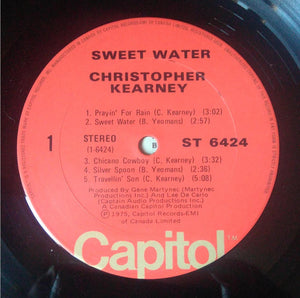 SWEET WATER
CHRISTOPHER
KEARNEY
1. Prayin' For Rain (C. Kearney) (3:02)
2. Sweet Water (B. Yeomans) (2:57)
1
STEREO
(1-6424)
B
ST 6424
3. Chicano Cowboy (C. Kearney) (3:31)
4. Silver Spoon (B. Yeomans) (2:36)
5. Travellin' Son (C. Kearney) (5:08)
Produced By Gene Martynec (Martynec
Productions Inc.) And Lee De Carlo
(Captain Audio Productions Inc.)
A Canadian Capitol Production
Ⓟ 1975, Capitol Records-EMI
of Canada Limited
Capitol TM.